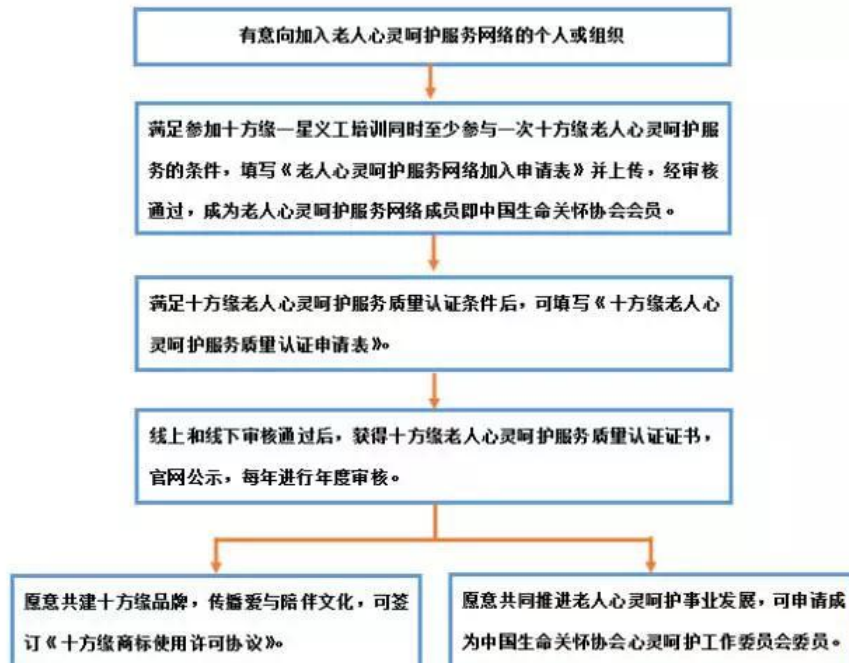 有意向加入老人心灵呵护服务网络的个人或组织
满足参加十方缘一星义工培训同时至少参与一次十方缘老人心灵呵护服
务的条件，填写《老人心灵呵护服务网络加入申请表》并上传，经审核
通过，成为老人心灵呵护服务网络成员即中国生命关怀协会会员。
满足十方缘老人心灵呵护服务质量认证条件后，可填写《十方缘老人心
灵呵护服务质量认证申请表》。
线上和线下审核通过后，获得十方缘老人心灵呵护服务质量认证证书，
官网公示，每年进行年度审核。
愿意共建十方缘品牌，传播爱与陪伴文化，可签
订《十方缘商标使用许可协议》。
愿意共同推进老人心灵呵护事业发展，可申请成
为中国生命关怀协会心灵呵护工作委员会委员。